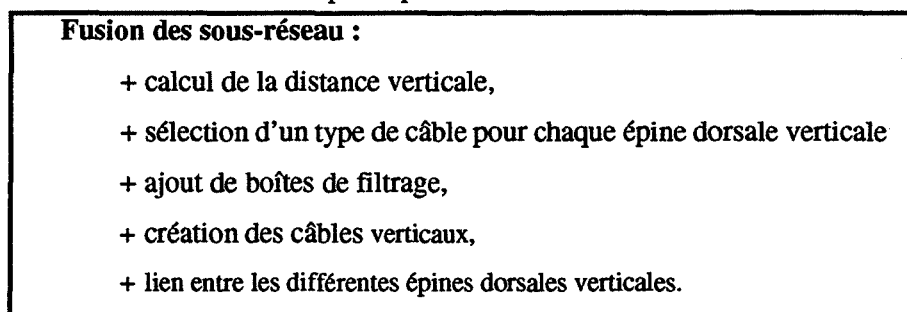 Fusion des sous-réseau :
+ calcul de la distance verticale,
+ sélection d'un type de câble pour chaque épine dorsale verticale
+ ajout de boîtes de filtrage,
+ création des câbles verticaux,
+ lien entre les différentes épines dorsales verticales.